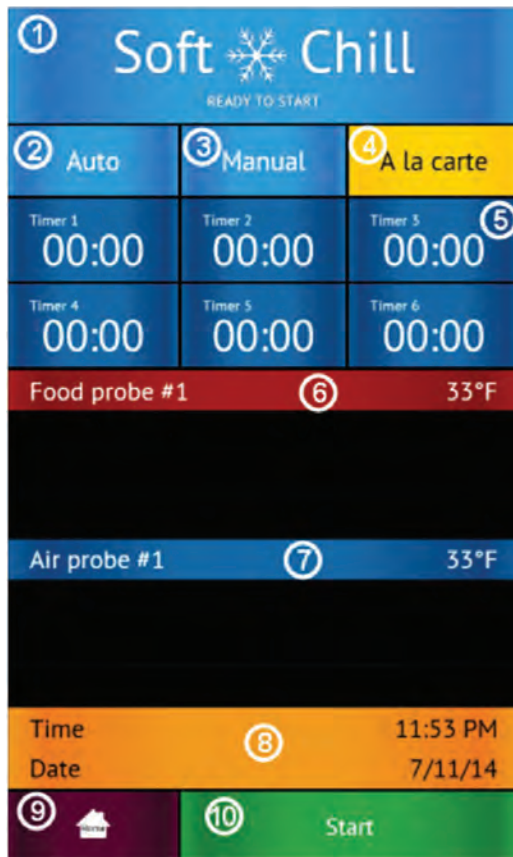 ① Soft Chill
READY TO START
② Auto ③ Manual ④ A la carte
Timer 1 Timer 2 Timer 3 ⑤
00:00 00:00 00:00
Timer 4 Timer 5 Timer 6
00:00 00:00 00:00
Food probe #1 ⑥ 33°F
Air probe #1 ⑦ 33°F
Time 11:53 PM
⑧
Date 7/11/14
⑨ Home ⑩ Start